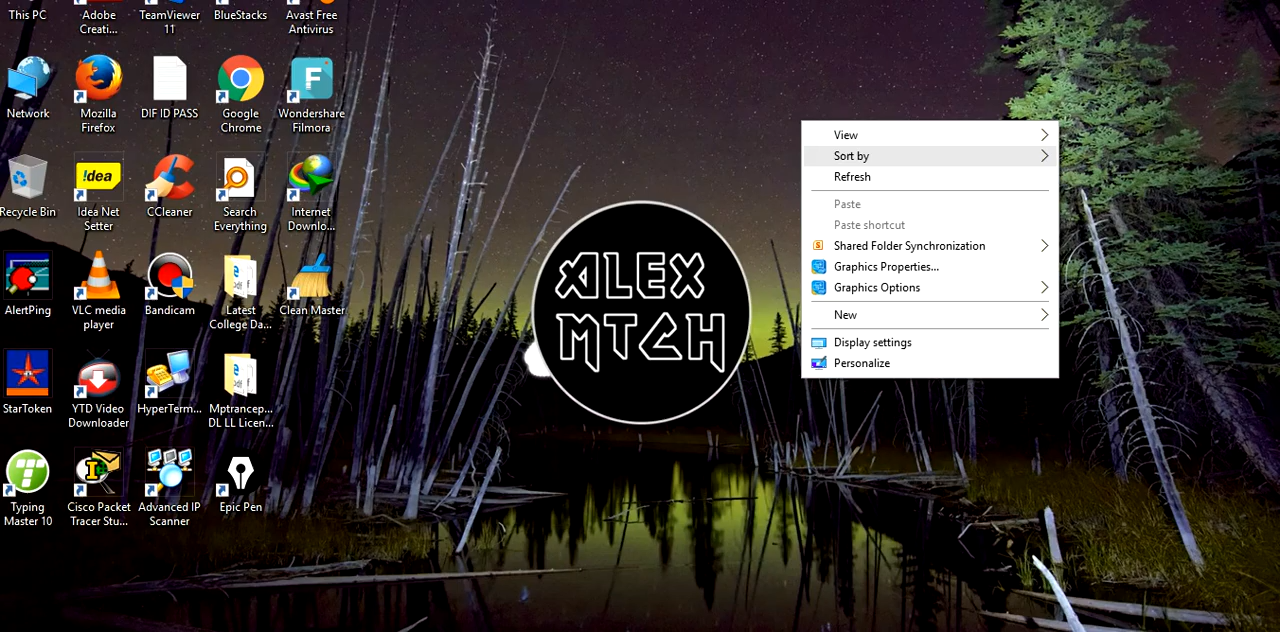 This PC
Adobe
Creati...
TeamViewer
11
BlueStacks
Avast Free
Antivirus
Network
Mozilla
Firefox
DIF ID PASS
Google
Chrome
Wondershare
Filmora
F
Recycle Bin
!dea
Idea Net
Setter
CCleaner
Search
Everything
Internet
Downlo...
AlertPing
VLC media
player
Bandicam
Latest
College Da...
Clean Master
StarToken
YTD Video
Downloader
HyperTerm...
Mptrancep...
DL LL Licen...
Typing
Master 10
Cisco Packet
Tracer Stu...
Advanced IP
Scanner
Epic Pen
ALEX
MTCH
View
Sort by
Refresh
Paste
Paste shortcut
Shared Folder Synchronization
Graphics Properties...
Graphics Options
New
Display settings
Personalize